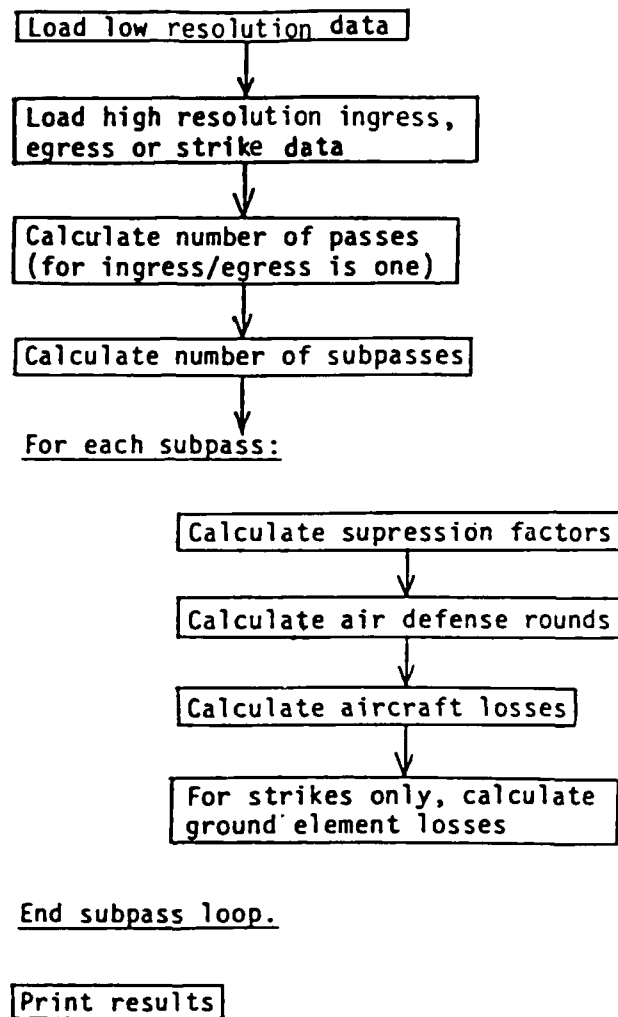 Load low resolution data
Load high resolution ingress,
egress or strike data
Calculate number of passes
(for ingress/egress is one)
Calculate number of subpasses
For each subpass:
Calculate supression factors
Calculate air defense rounds
Calculate aircraft losses
For strikes only, calculate
ground element losses
End subpass loop.
Print results